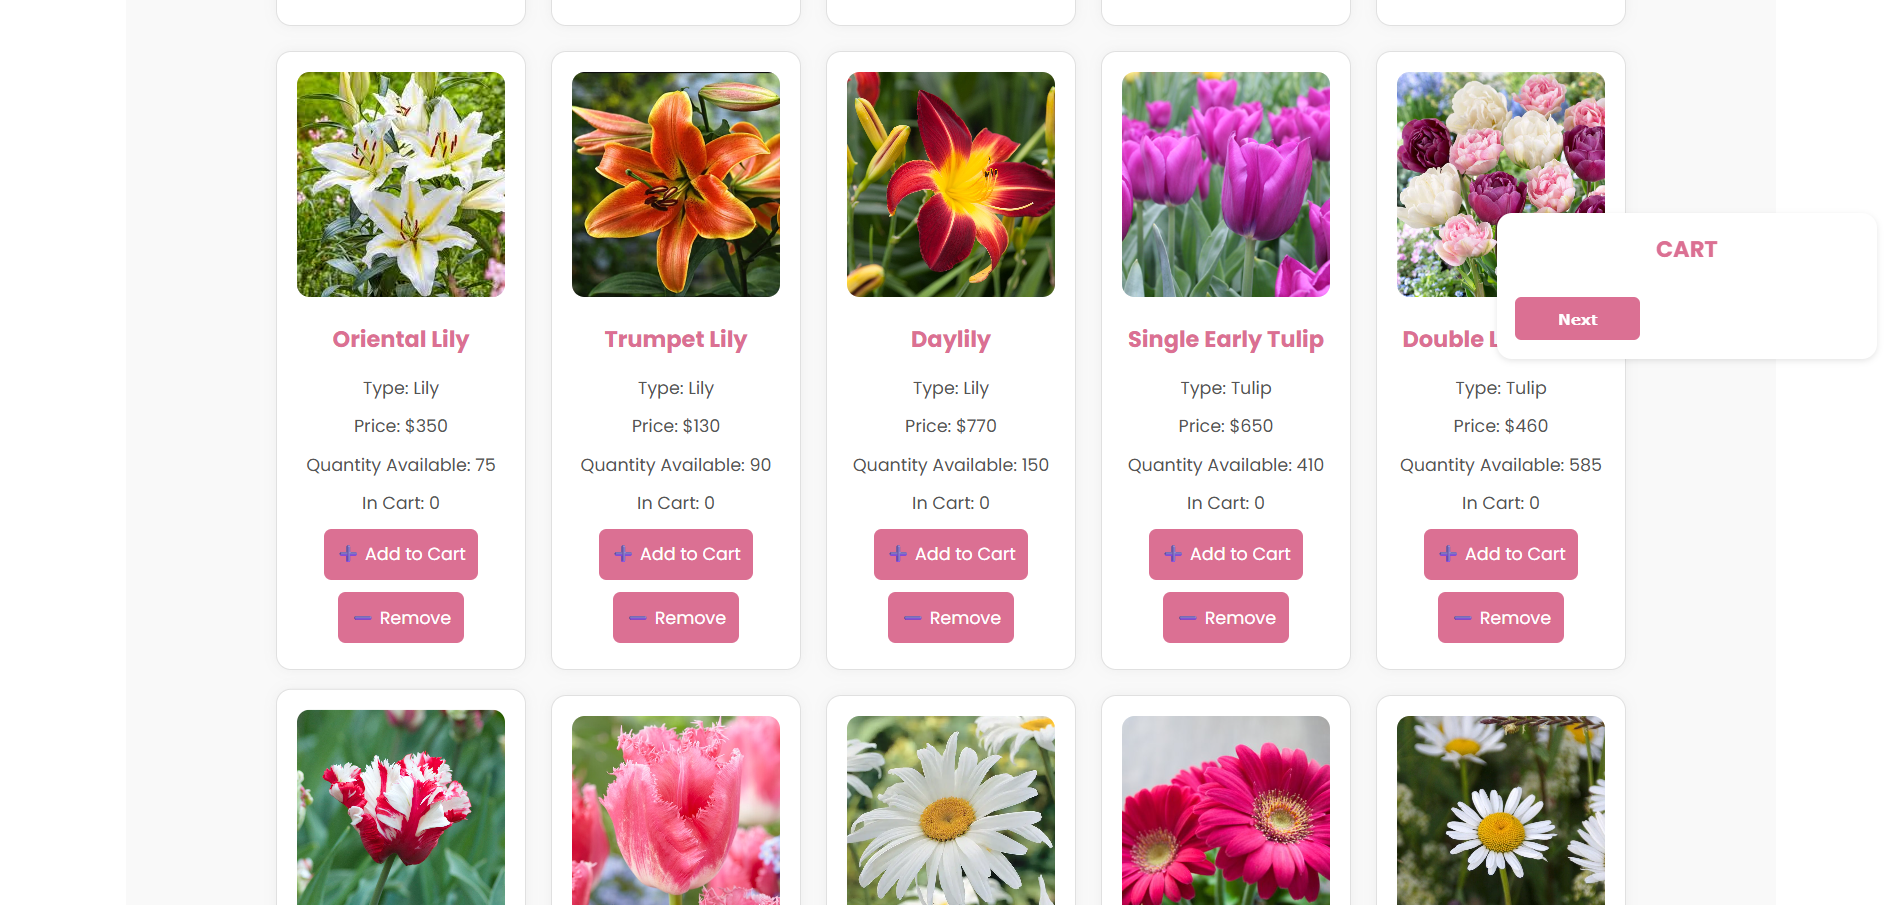 CART
Next
Oriental Lily
Type: Lily
Price: $350
Quantity Available: 75
In Cart: 0
➕ Add to Cart
➖ Remove
Trumpet Lily
Type: Lily
Price: $130
Quantity Available: 90
In Cart: 0
➕ Add to Cart
➖ Remove
Daylily
Type: Lily
Price: $770
Quantity Available: 150
In Cart: 0
➕ Add to Cart
➖ Remove
Single Early Tulip
Type: Tulip
Price: $650
Quantity Available: 410
In Cart: 0
➕ Add to Cart
➖ Remove
Double
Type: Tulip
Price: $460
Quantity Available: 585
In Cart: 0
➕ Add to Cart
➖ Remove